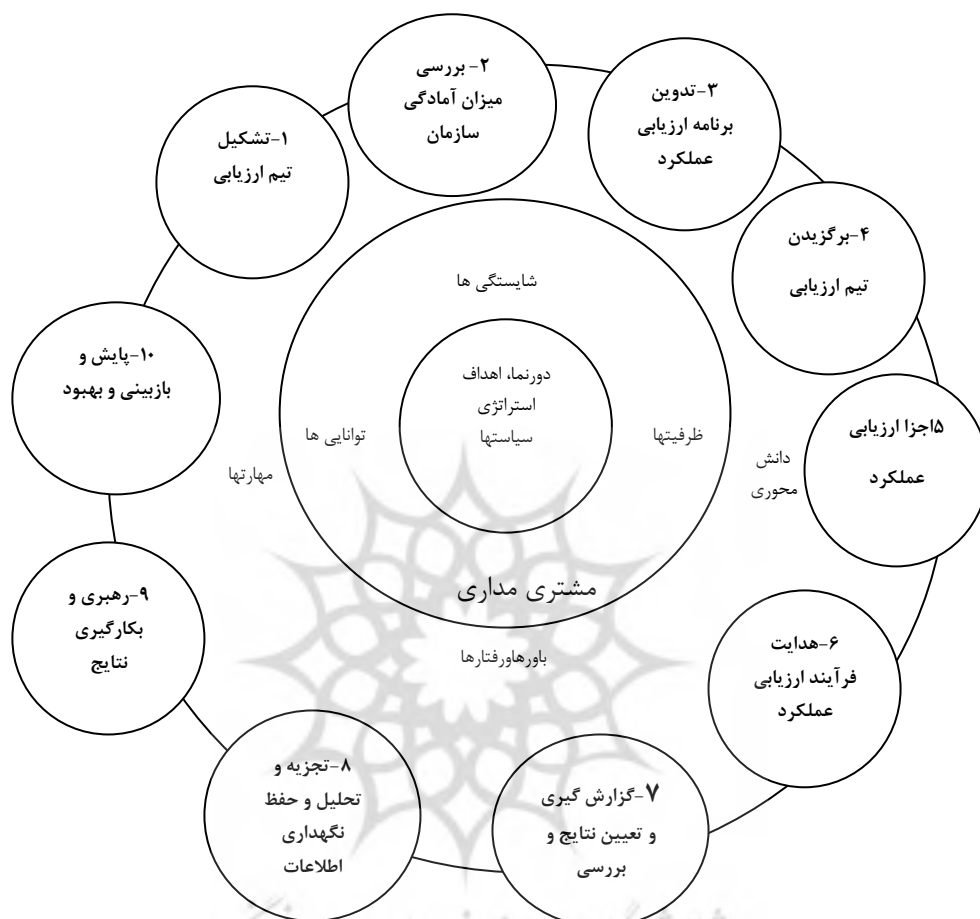 ۱-تشکیل
تیم ارزیابی
۲- بررسی
میزان آمادگی
سازمان
۳-تدوین
برنامه ارزیابی
عملکرد
۴-برگزیدن
تیم ارزیابی
۵اجزا ارزیابی
عملکرد
۶-هدایت
فرآیند ارزیابی
عملکرد
۷-گزارش گیری
و تعیین نتایج و
بررسی
۸-تجزیه و
تحلیل و حفظ
نگهداری
اطلاعات
۹-رهبری و
بکارگیری
نتایج
۱۰-پایش و
بازبینی و بهبود
شایستگی ها
ظرفیتها
توانایی ها
مشتری مداری
دورنما، اهداف
استراتژی
سیاستها
دانش
محوری
مهارتها
باورهاورفتارها